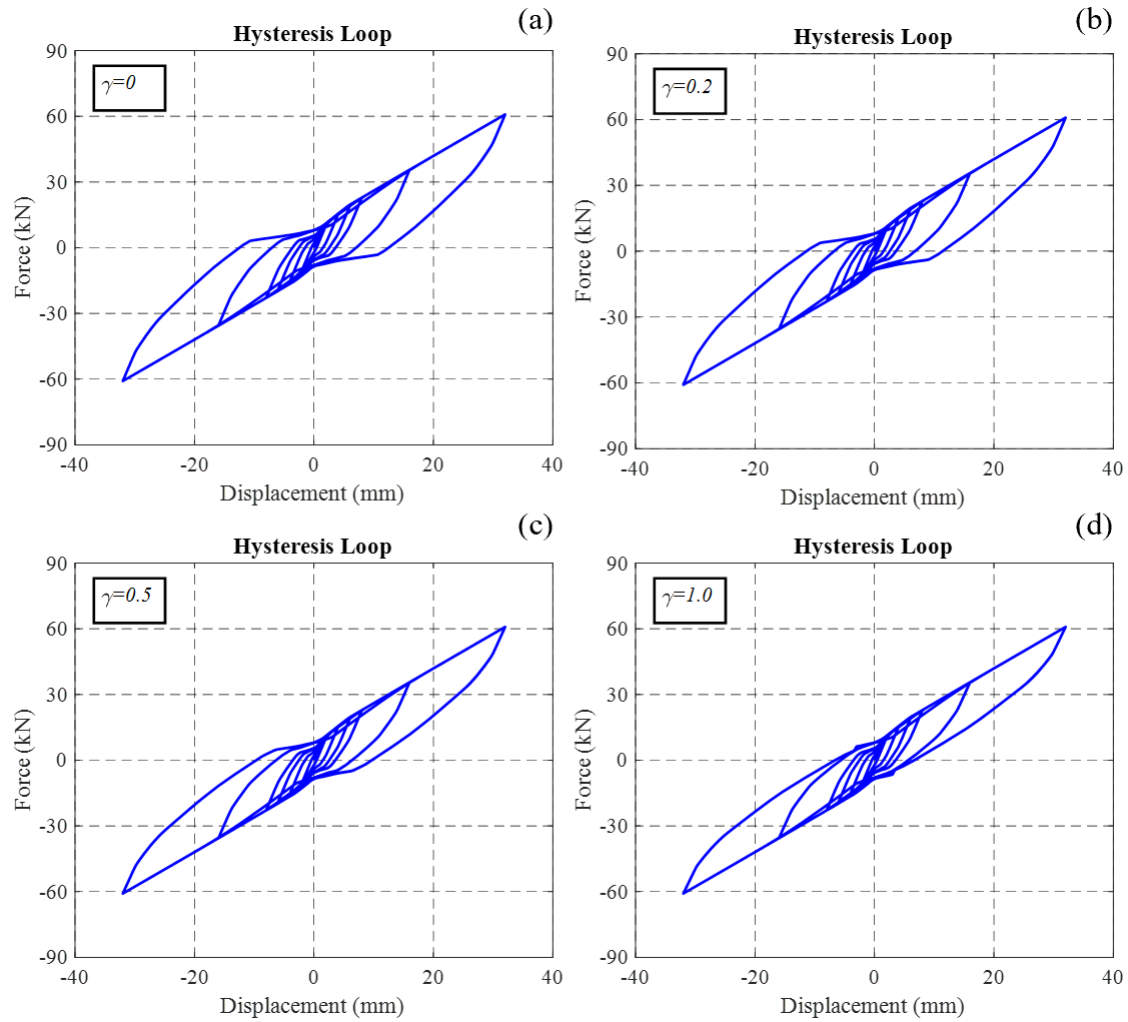 (a)
Hysteresis Loop
γ=0
90
60
30
0
-30
-60
-90
Force (kN)
-40 -20 0 20 40
Displacement (mm)
(b)
Hysteresis Loop
γ=0.2
90
60
30
0
-30
-60
-90
Force (kN)
-40 -20 0 20 40
Displacement (mm)
(c)
Hysteresis Loop
γ=0.5
90
60
30
0
-30
-60
-90
Force (kN)
-40 -20 0 20 40
Displacement (mm)
(d)
Hysteresis Loop
γ=1.0
90
60
30
0
-30
-60
-90
Force (kN)
-40 -20 0 20 40
Displacement (mm)